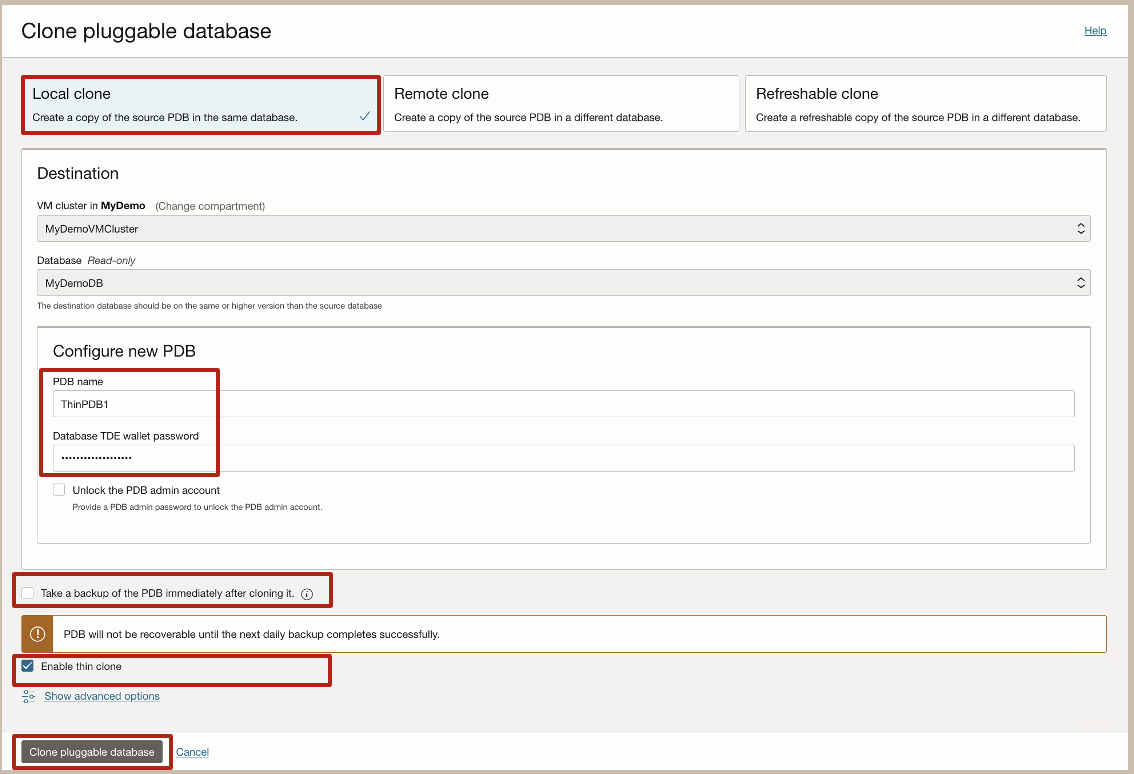 Clone pluggable database
Help
Local clone
Create a copy of the source PDB in the same database.
Remote clone
Create a copy of the source PDB in a different database.
Refreshable clone
Create a refreshable copy of the source PDB in a different database.
Destination
VM cluster in MyDemo (Change compartment)
MyDemoVMCluster
Database Read-only
MyDemoDB
The destination database should be on the same or higher version than the source database
Configure new PDB
PDB name
ThinPDB1
Database TDE wallet password
•••••••••••••••••••
Unlock the PDB admin account
Provide a PDB admin password to unlock the PDB admin account.
Take a backup of the PDB immediately after cloning it.
PDB will not be recoverable until the next daily backup completes successfully.
Enable thin clone
Show advanced options
Clone pluggable database
Cancel